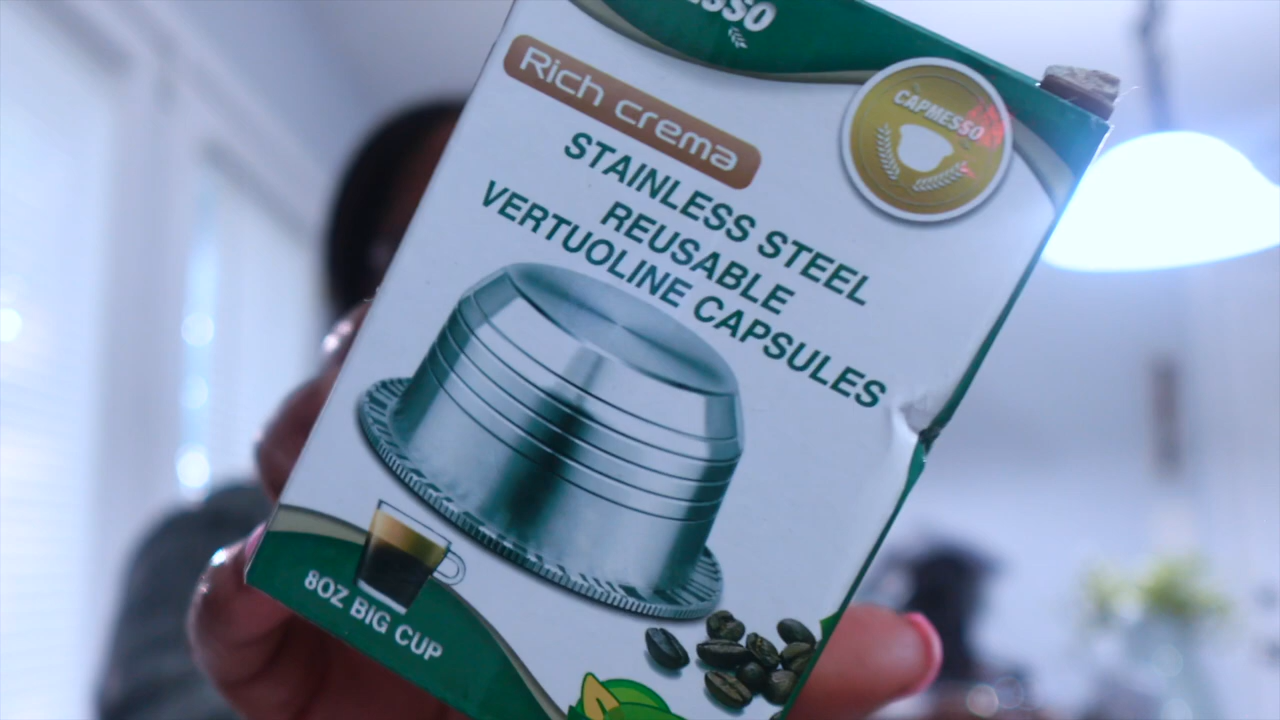 Rich crema
CAPMESSO
STAINLESS STEEL
REUSABLE
VERTUOLINE CAPSULES
8OZ BIG CUP